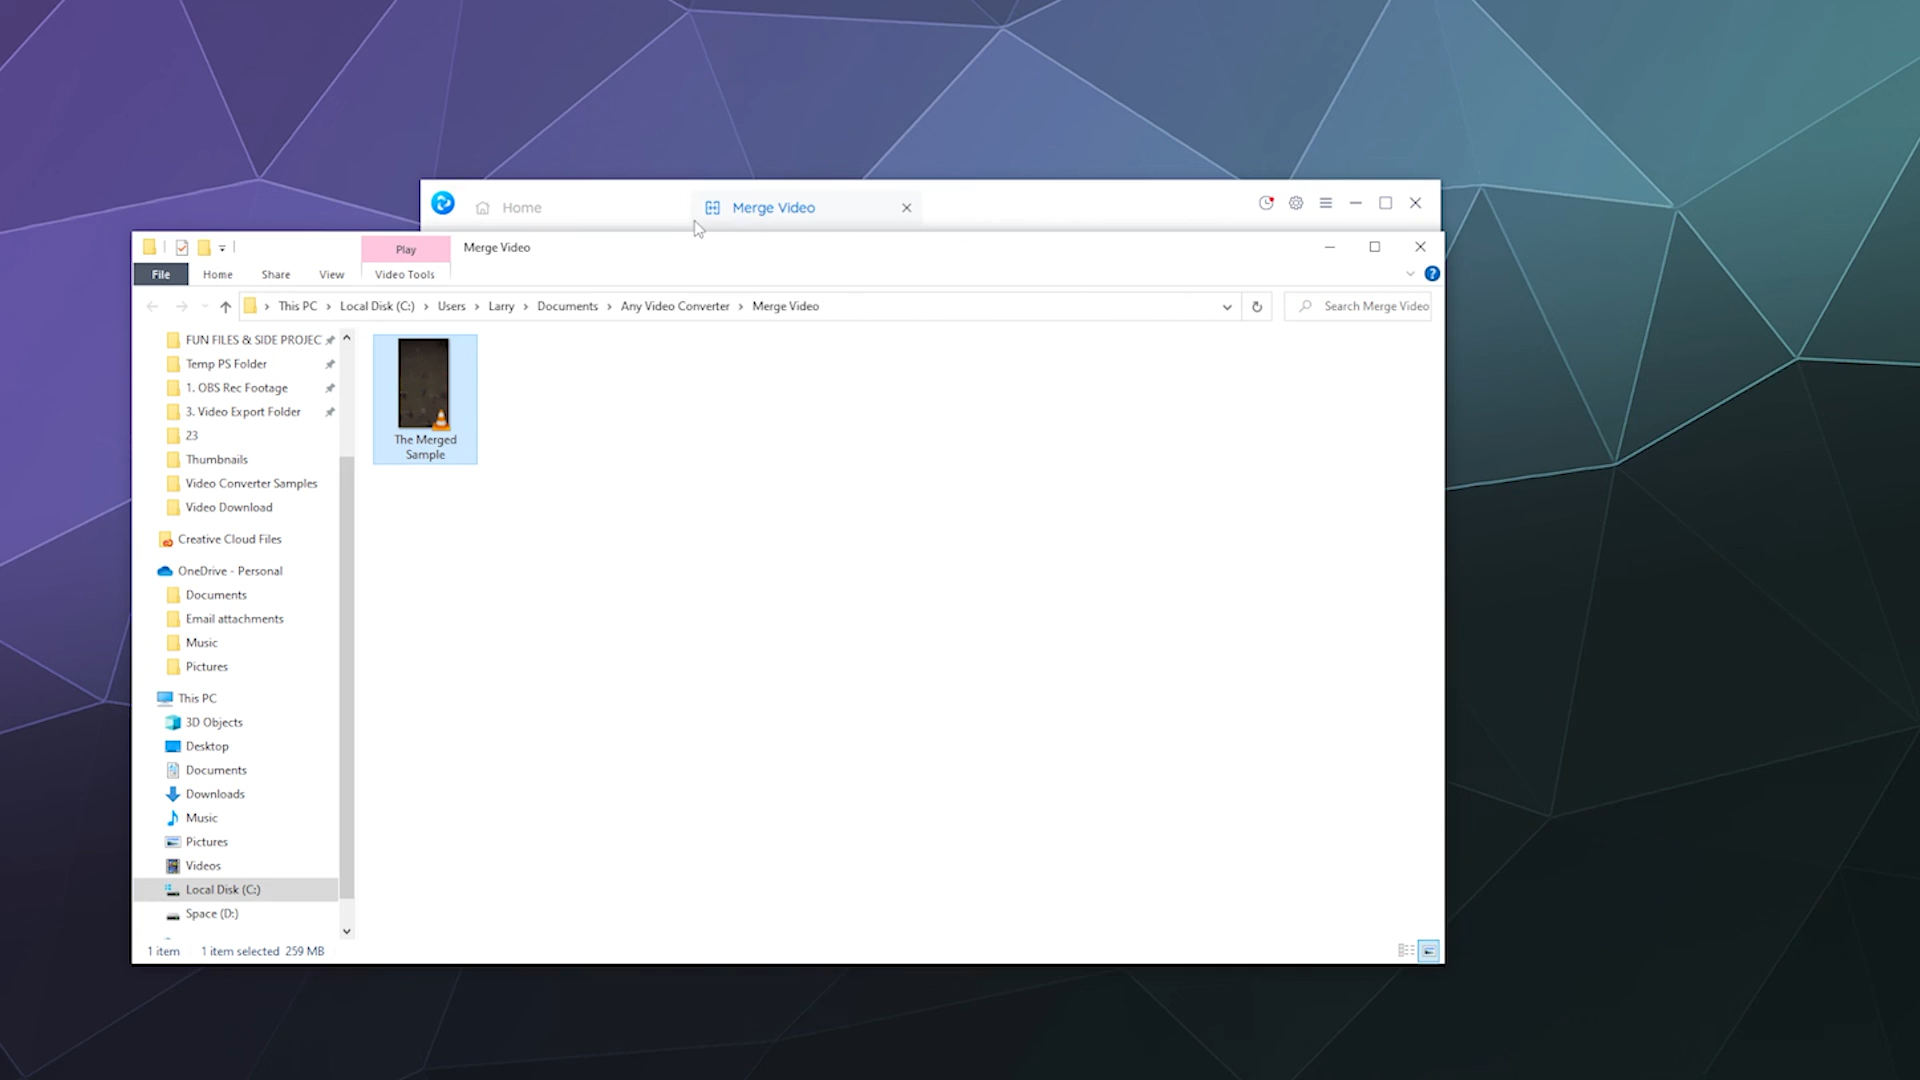 Home
Merge Video
Play
Merge Video
File
Home
Share
View
Video Tools
This PC
Local Disk (C:)
Users
Larry
Documents
Any Video Converter
Merge Video
Search Merge Video
FUN FILES & SIDE PROJEC
Temp PS Folder
1. OBS Rec Footage
3. Video Export Folder
23
Thumbnails
Video Converter Samples
Video Download
Creative Cloud Files
OneDrive - Personal
Documents
Email attachments
Music
Pictures
This PC
3D Objects
Desktop
Documents
Downloads
Music
Pictures
Videos
Local Disk (C:)
Space (D:)
The Merged
Sample
1 item
1 item selected 259 MB